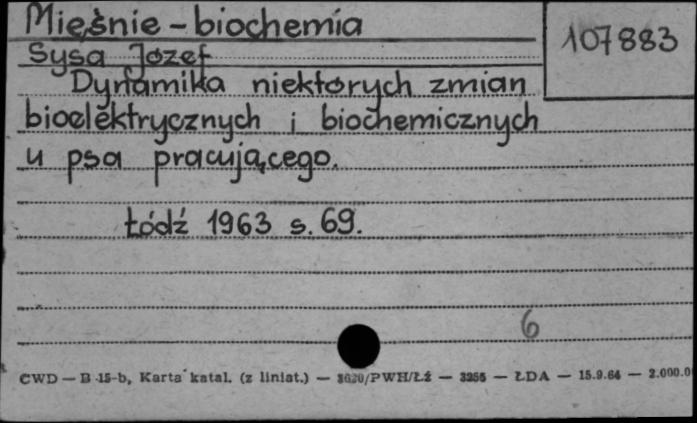 Mięśnie - biochemia
107883
Sysa Józef
Dynamika niektórych zmian
bioelektrycznych i biochemicznych
u psa pracującego.
Łódź 1963 s. 69.
6
CWD — B-15-b, Karta katal. (z liniat.) — 3620/PWH/Łź — 3255 — ŁDA — 15.9.64 — 2.000.0